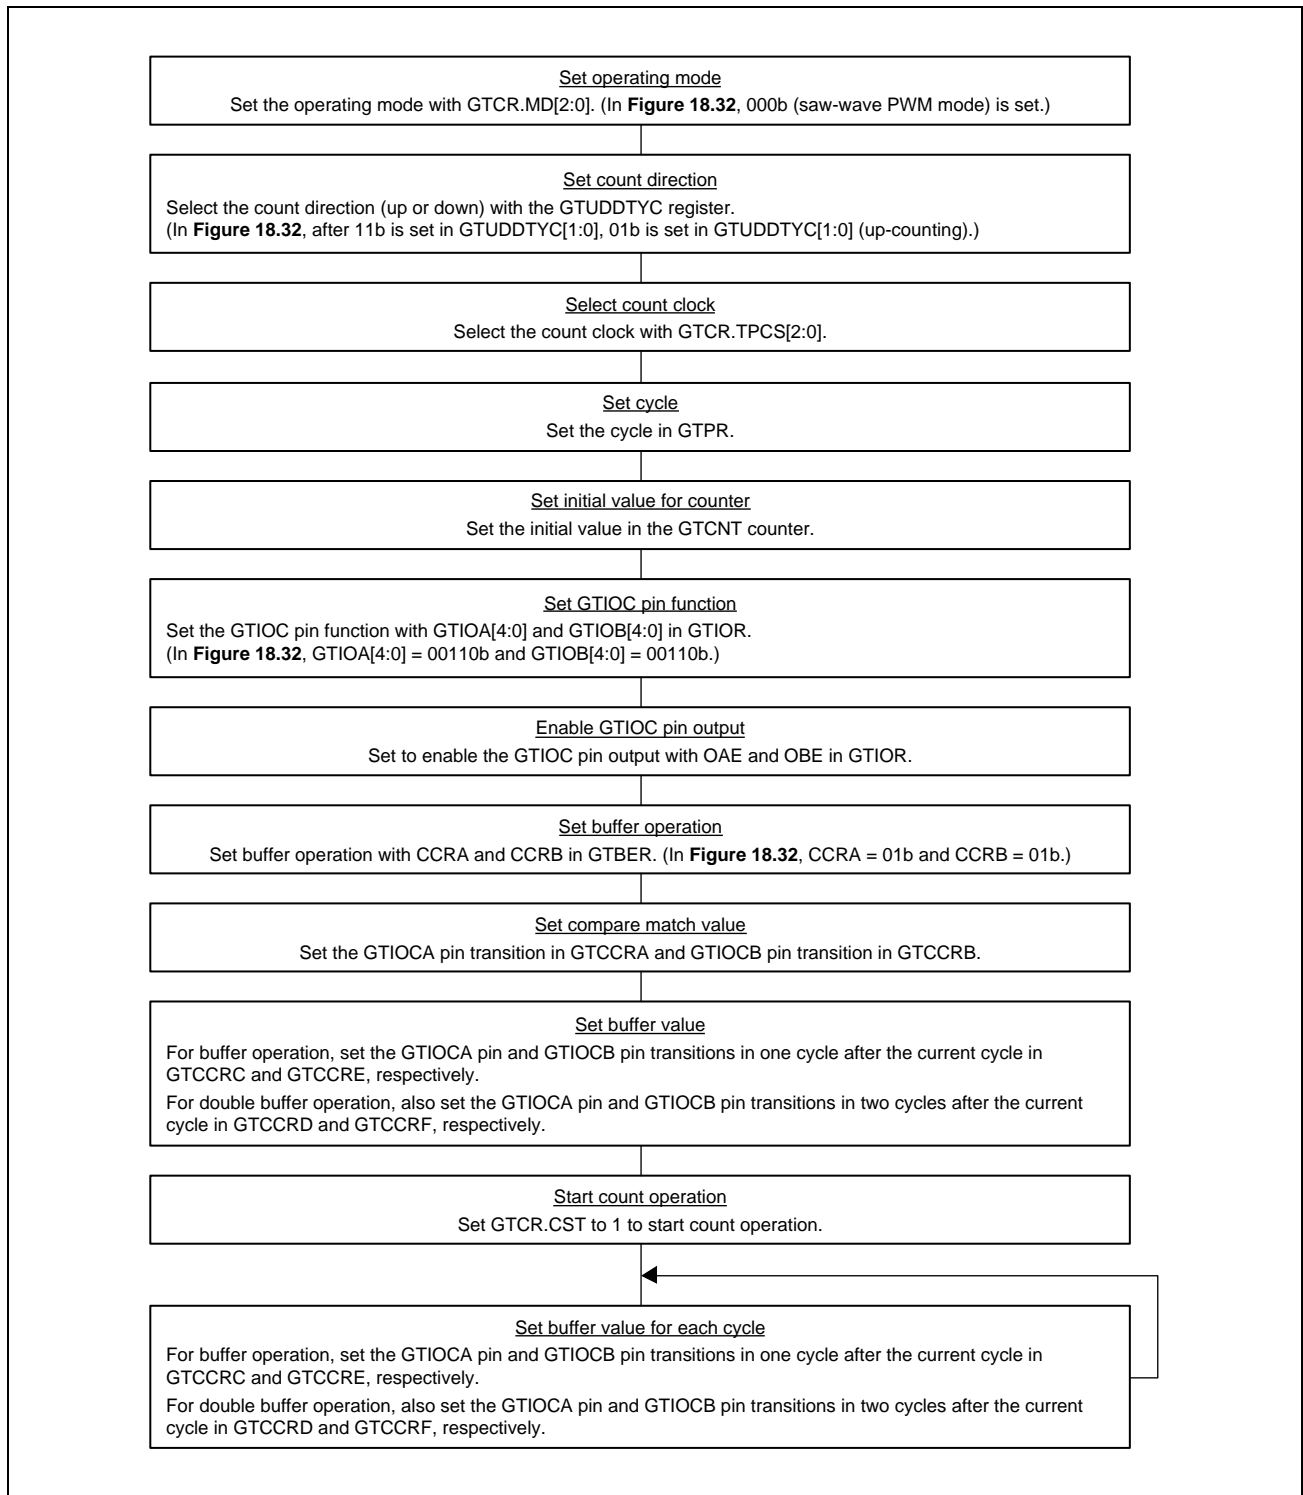 Set operating mode
Set the operating mode with GTCR.MD[2:0]. (In Figure 18.32, 000b (saw-wave PWM mode) is set.)
Set count direction
Select the count direction (up or down) with the GTUDDTYC register.
(In Figure 18.32, after 11b is set in GTUDDTYC[1:0], 01b is set in GTUDDTYC[1:0] (up-counting).)
Select count clock
Select the count clock with GTCR.TPCS[2:0].
Set cycle
Set the cycle in GTPR.
Set initial value for counter
Set the initial value in the GTCNT counter.
Set GTIOC pin function
Set the GTIOC pin function with GTIOA[4:0] and GTIOB[4:0] in GTIOR.
(In Figure 18.32, GTIOA[4:0] = 00110b and GTIOB[4:0] = 00110b.)
Enable GTIOC pin output
Set to enable the GTIOC pin output with OAE and OBE in GTIOR.
Set buffer operation
Set buffer operation with CCRA and CCRB in GTBER. (In Figure 18.32, CCRA = 01b and CCRB = 01b.)
Set compare match value
Set the GTIOCA pin transition in GTCCRA and GTIOCB pin transition in GTCCRB.
Set buffer value
For buffer operation, set the GTIOCA pin and GTIOCB pin transitions in one cycle after the current cycle in
GTCCRC and GTCCRE, respectively.
For double buffer operation, also set the GTIOCA pin and GTIOCB pin transitions in two cycles after the current
cycle in GTCCRD and GTCCRF, respectively.
Start count operation
Set GTCR.CST to 1 to start count operation.
Set buffer value for each cycle
For buffer operation, set the GTIOCA pin and GTIOCB pin transitions in one cycle after the current cycle in
GTCCRC and GTCCRE, respectively.
For double buffer operation, also set the GTIOCA pin and GTIOCB pin transitions in two cycles after the current
cycle in GTCCRD and GTCCRF, respectively.